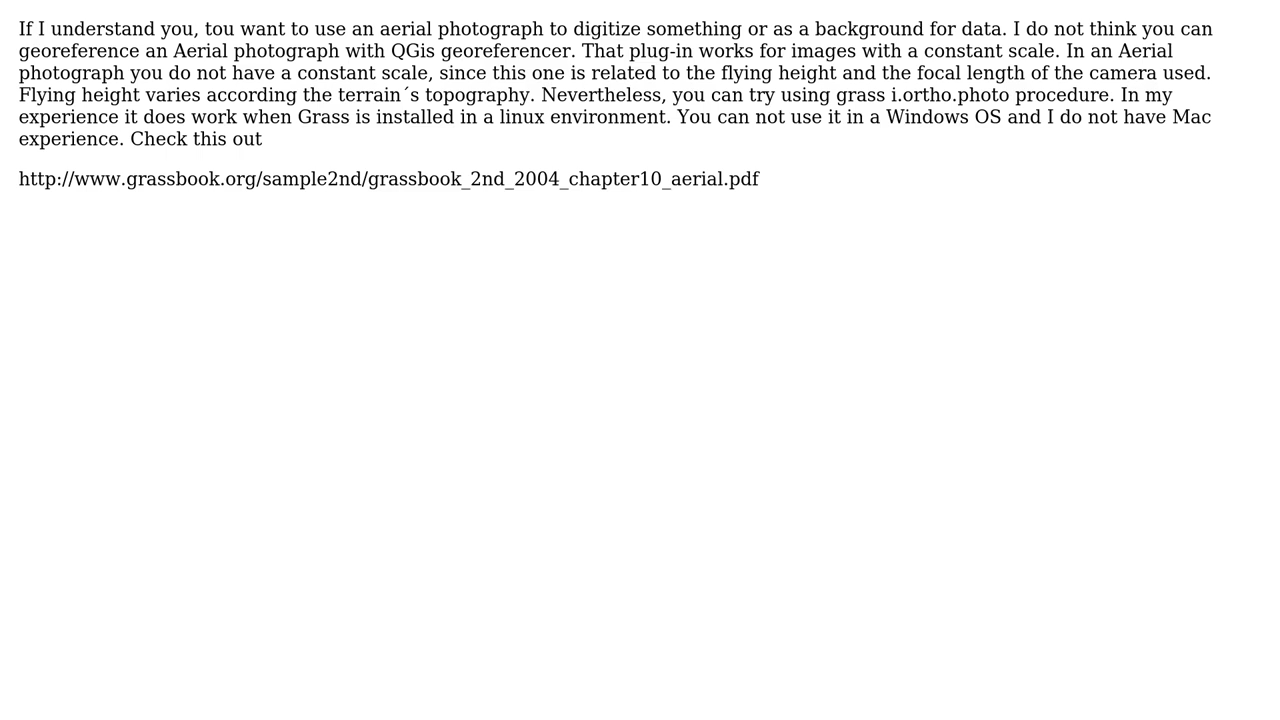 If I understand you, tou want to use an aerial photograph to digitize something or as a background for data. I do not think you can
georeference an Aerial photograph with QGis georeferencer. That plug-in works for images with a constant scale. In an Aerial
photograph you do not have a constant scale, since this one is related to the flying height and the focal length of the camera used.
Flying height varies according the terrain´s topography. Nevertheless, you can try using grass i.ortho.photo procedure. In my
experience it does work when Grass is installed in a linux environment. You can not use it in a Windows OS and I do not have Mac
experience. Check this out
http://www.grassbook.org/sample2nd/grassbook_2nd_2004_chapter10_aerial.pdf